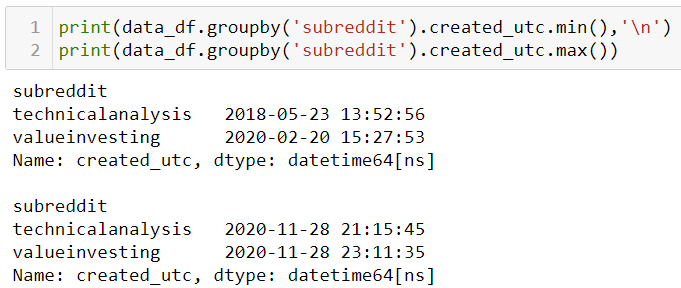 1 print(data_df.groupby('subreddit').created_utc.min(),'\n')
2 print(data_df.groupby('subreddit').created_utc.max())
subreddit
technicalanalysis   2018-05-23 13:52:56
valueinvesting      2020-02-20 15:27:53
Name: created_utc, dtype: datetime64[ns]
subreddit
technicalanalysis   2020-11-28 21:15:45
valueinvesting      2020-11-28 23:11:35
Name: created_utc, dtype: datetime64[ns]